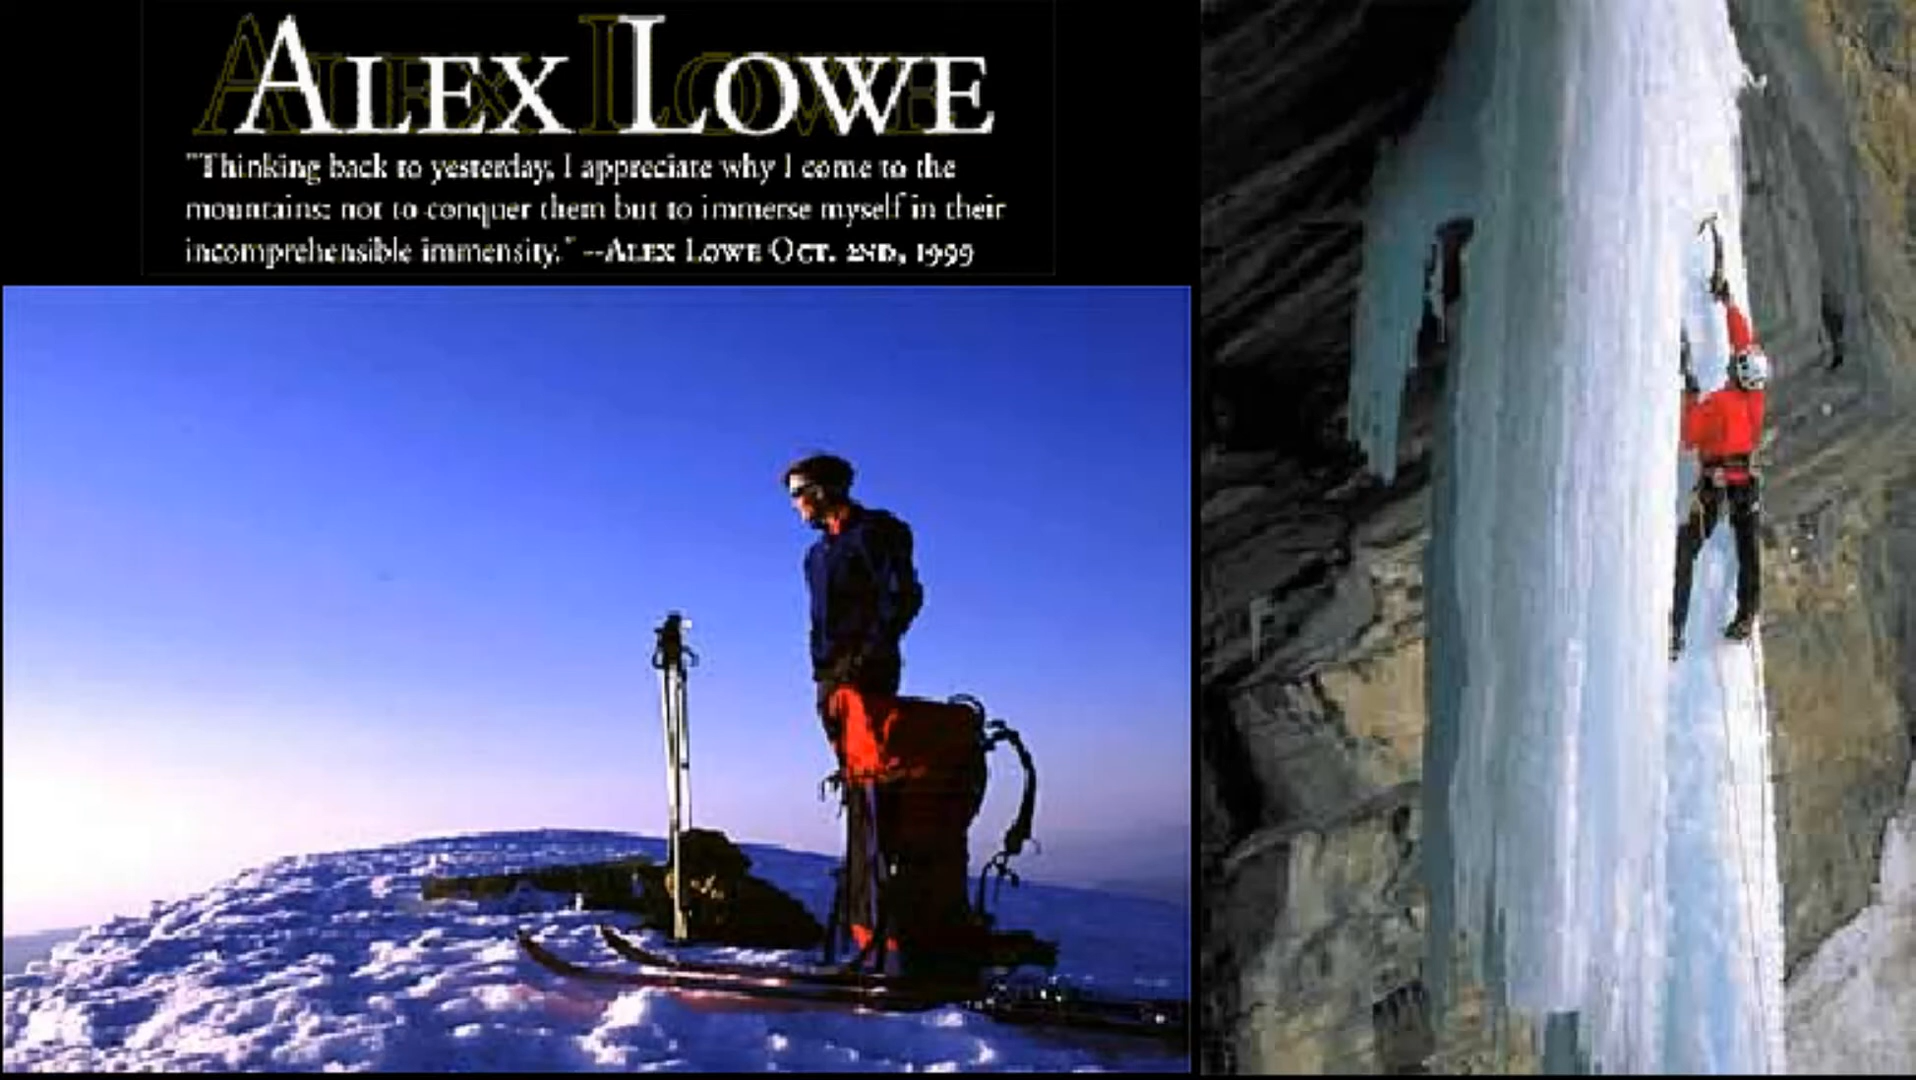 ALEX LOWE
"Thinking back to yesterday, I appreciate why I come to the
mountains: not to conquer them but to immerse myself in their
incomprehensible immensity." --ALEX LOWE OCT. 2ND, 1999